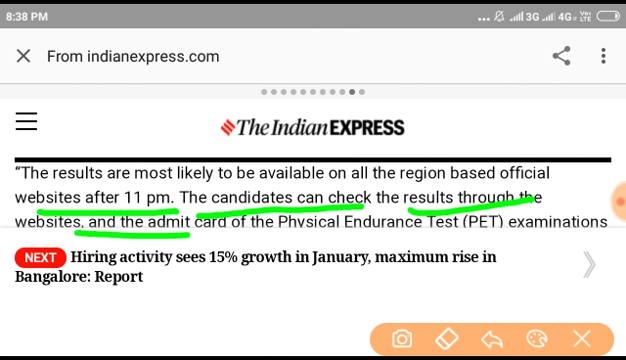 8:38 PM
... 3G 4G VoLTE
From indianexpress.com
The Indian EXPRESS
“The results are most likely to be available on all the region based official
websites after 11 pm. The candidates can check the results through the
websites, and the admit card of the Physical Endurance Test (PET) examinations
NEXT Hiring activity sees 15% growth in January, maximum rise in
Bangalore: Report